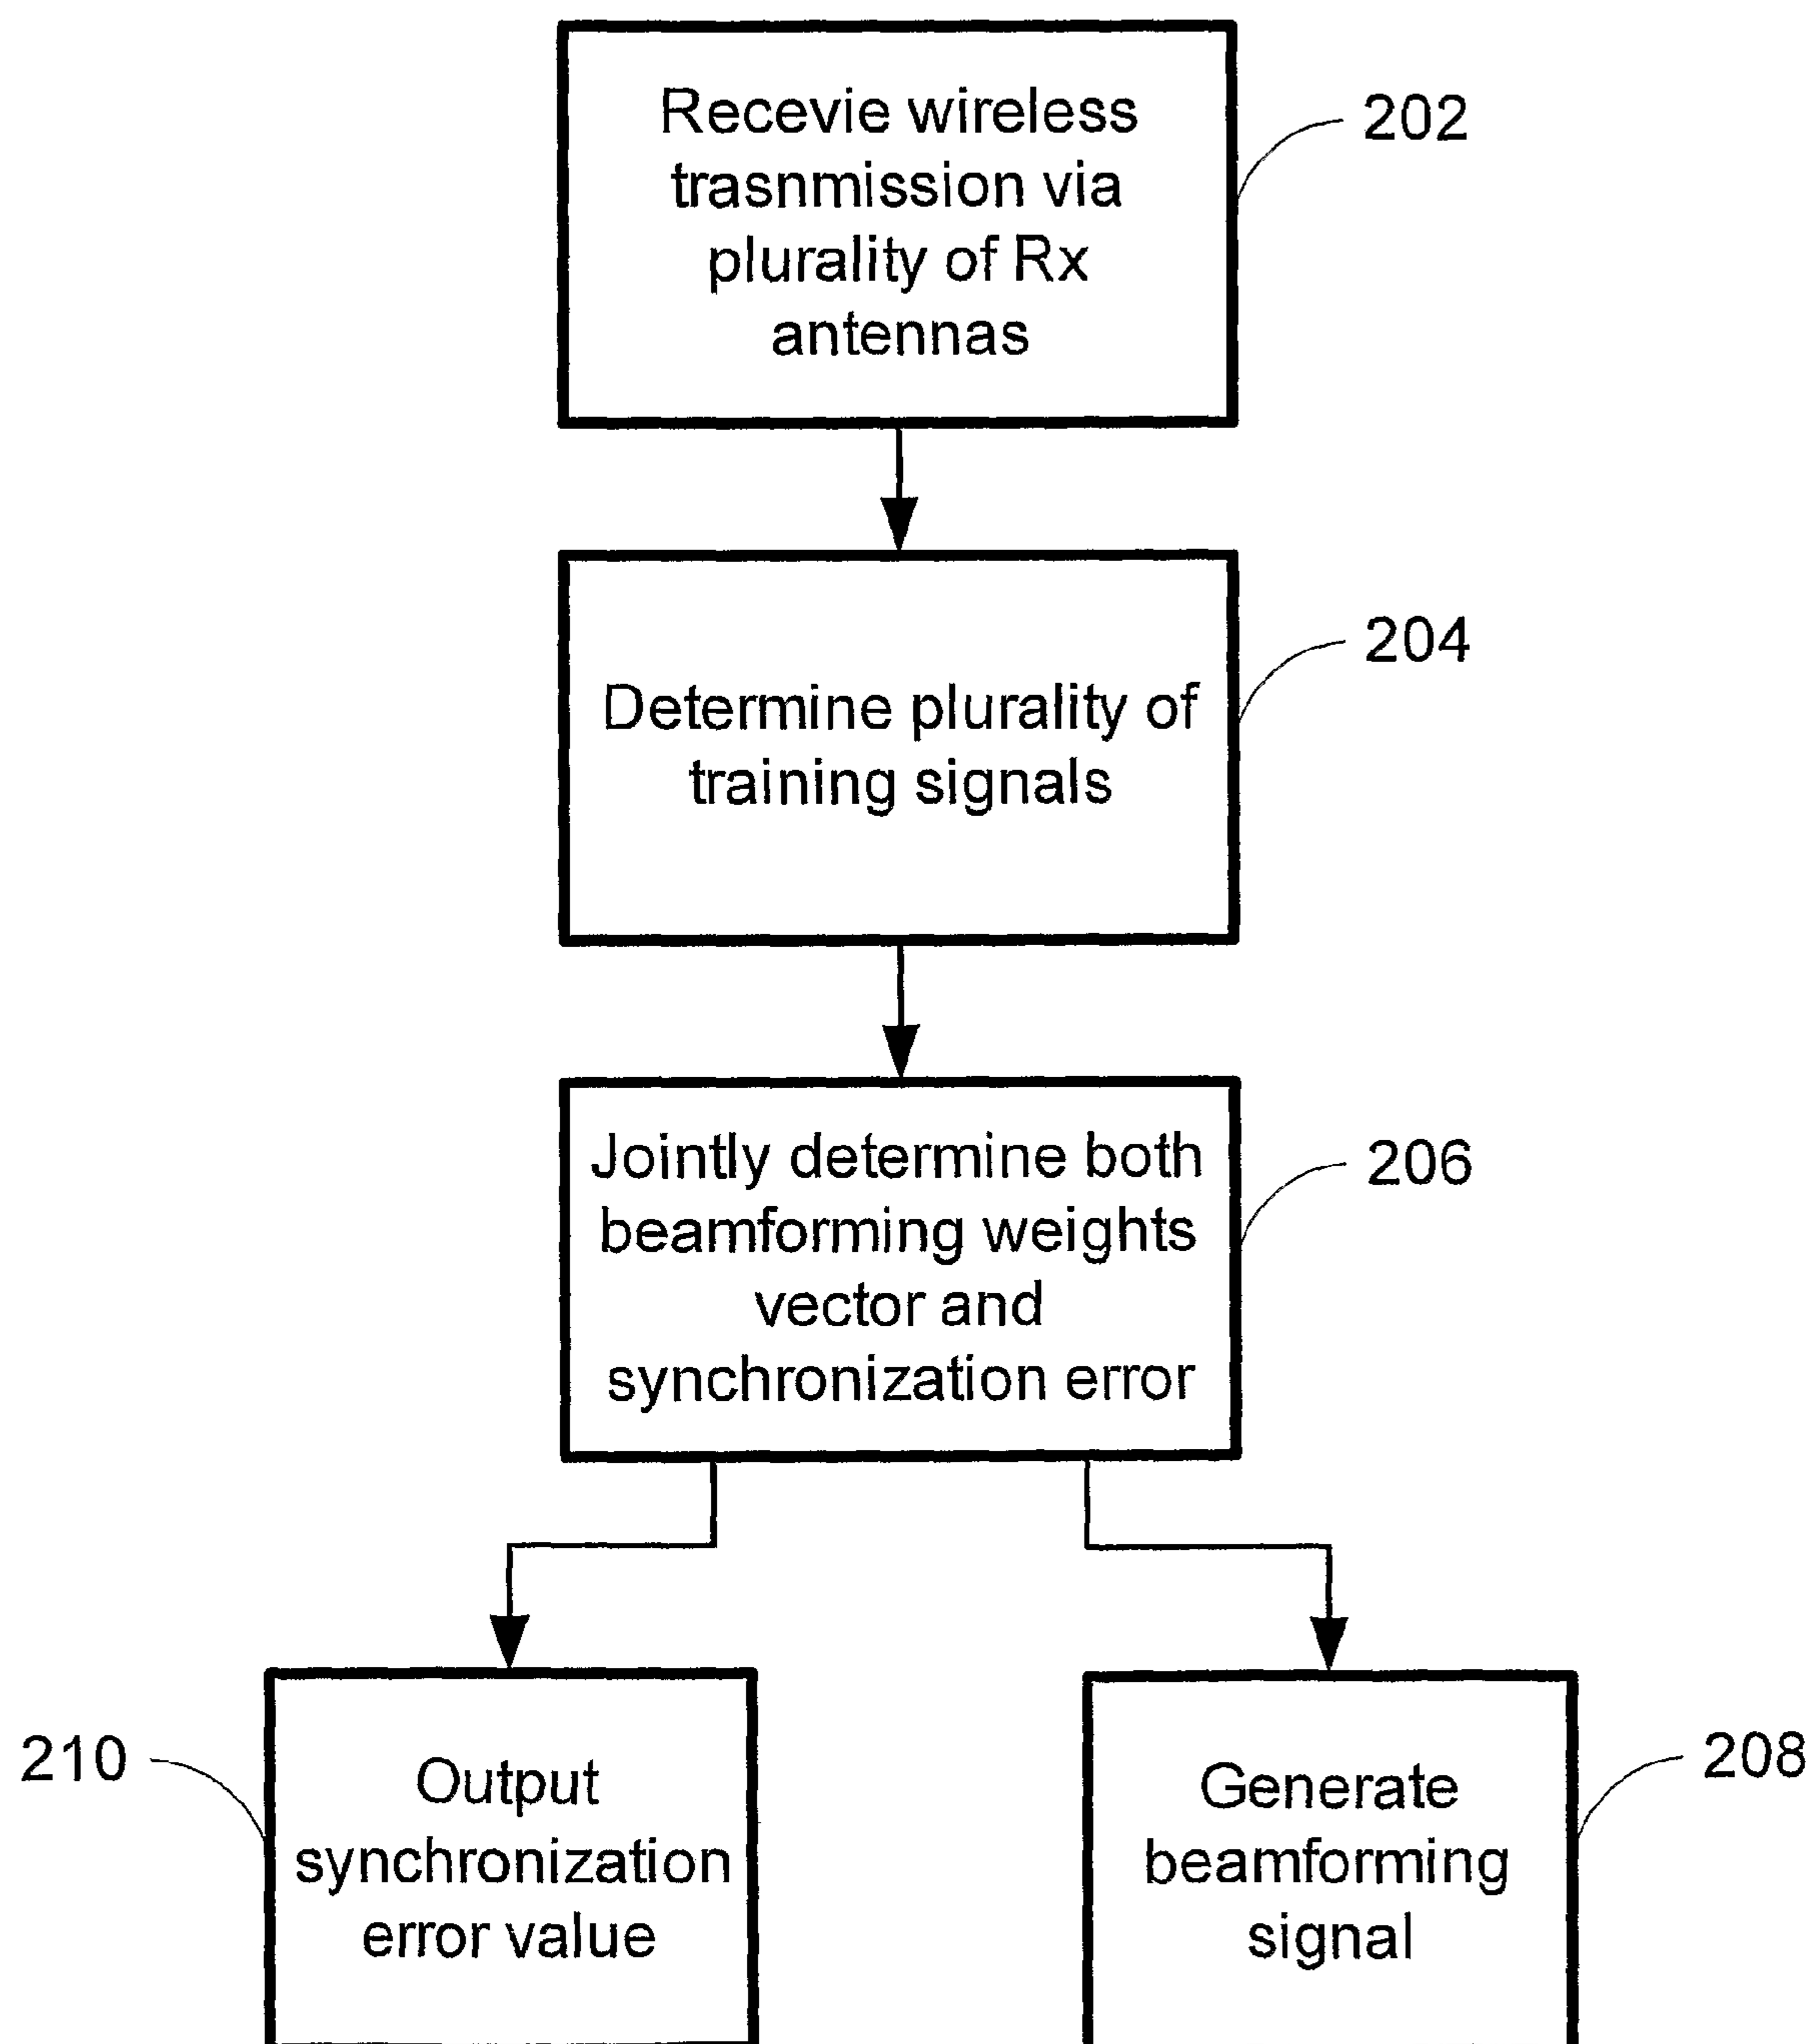 Recevie wireless
trasnmission via
plurality of Rx
antennas
202
Determine plurality of
training signals
204
Jointly determine both
beamforming weights
vector and
synchronization error
206
Output
synchronization
error value
210
Generate
beamforming
signal
208